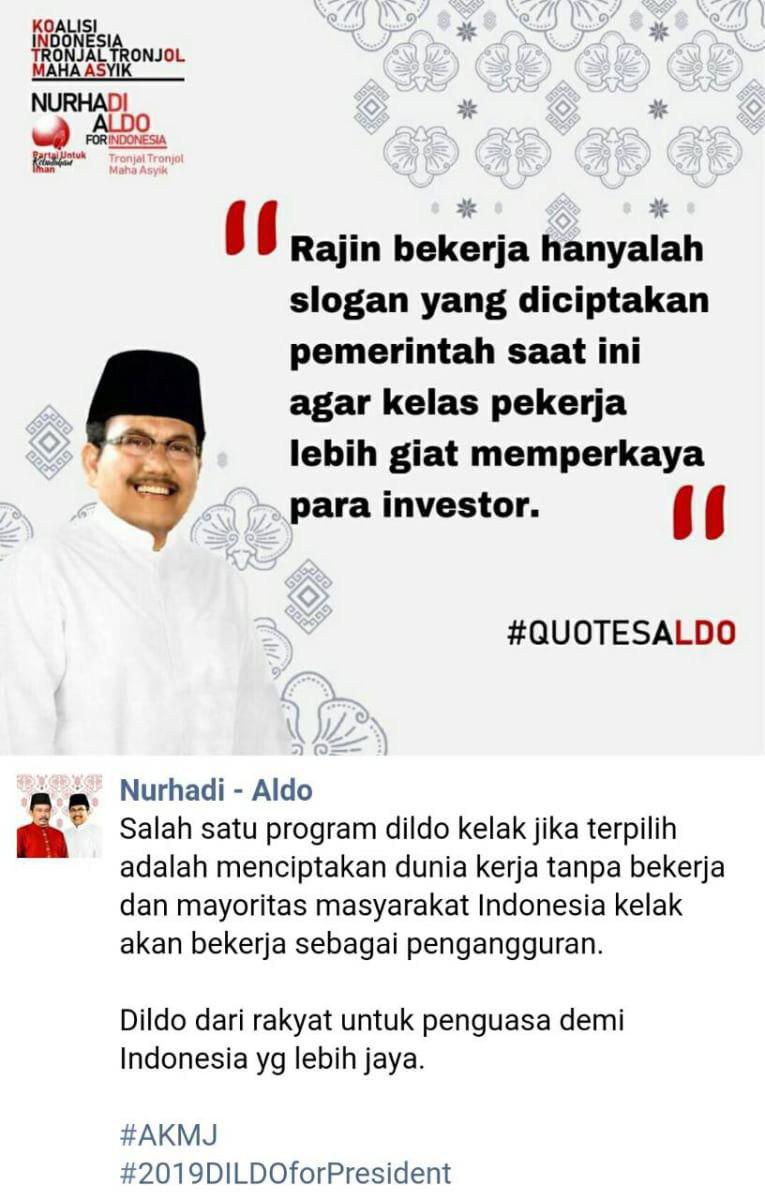 KOALISI
INDONESIA
TRONJAL TRONJOL
MAHA ASYIK
NURHADI
ALDO
FORINDONESIA
Partai Untuk
Kebutuhan
Iman
Tronjal Tronjol
Maha Asyik
"Rajin bekerja hanyalah
slogan yang diciptakan
pemerintah saat ini
agar kelas pekerja
lebih giat memperkaya
para investor."
#QUOTESALDO
Nurhadi - Aldo
Salah satu program dildo kelak jika terpilih
adalah menciptakan dunia kerja tanpa bekerja
dan mayoritas masyarakat Indonesia kelak
akan bekerja sebagai pengangguran.
Dildo dari rakyat untuk penguasa demi
Indonesia yg lebih jaya.
#AKMJ
#2019DILDOforPresident